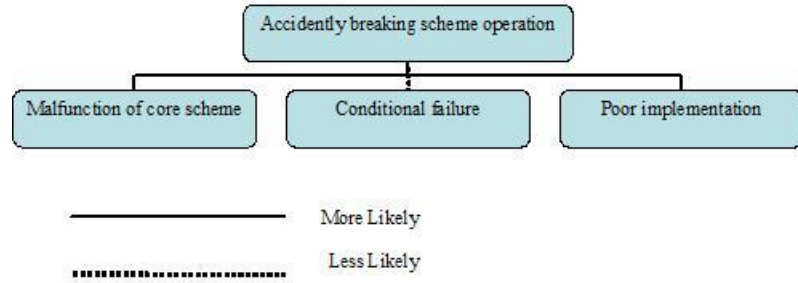 Accidently breaking scheme operation
Malfunction of core scheme
Conditional failure
Poor implementation
More Likely
Less Likely